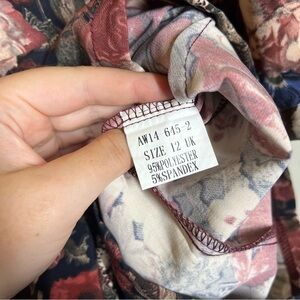 AW14 645-2
SIZE 12 UK
95%POLYESTER
5%SPANDEX